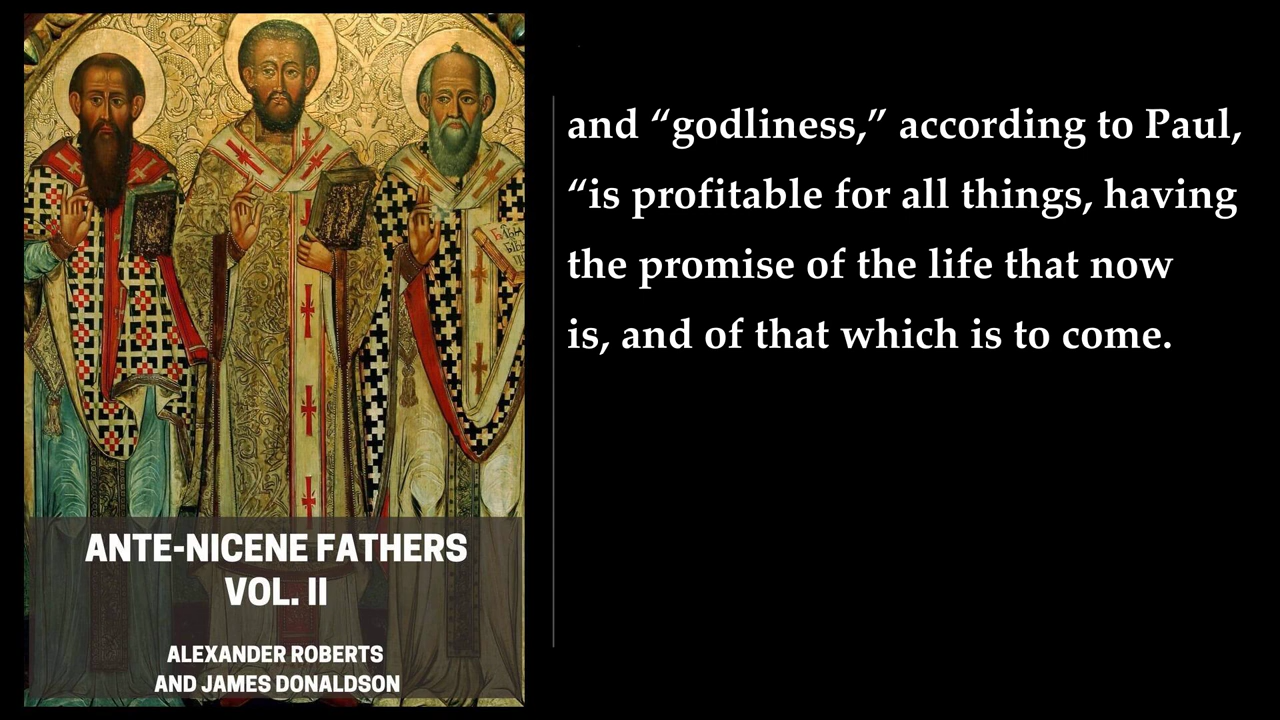 and “godliness,” according to Paul,
“is profitable for all things, having
the promise of the life that now
is, and of that which is to come.
ANTE-NICENE FATHERS
VOL. II
ALEXANDER ROBERTS
AND JAMES DONALDSON